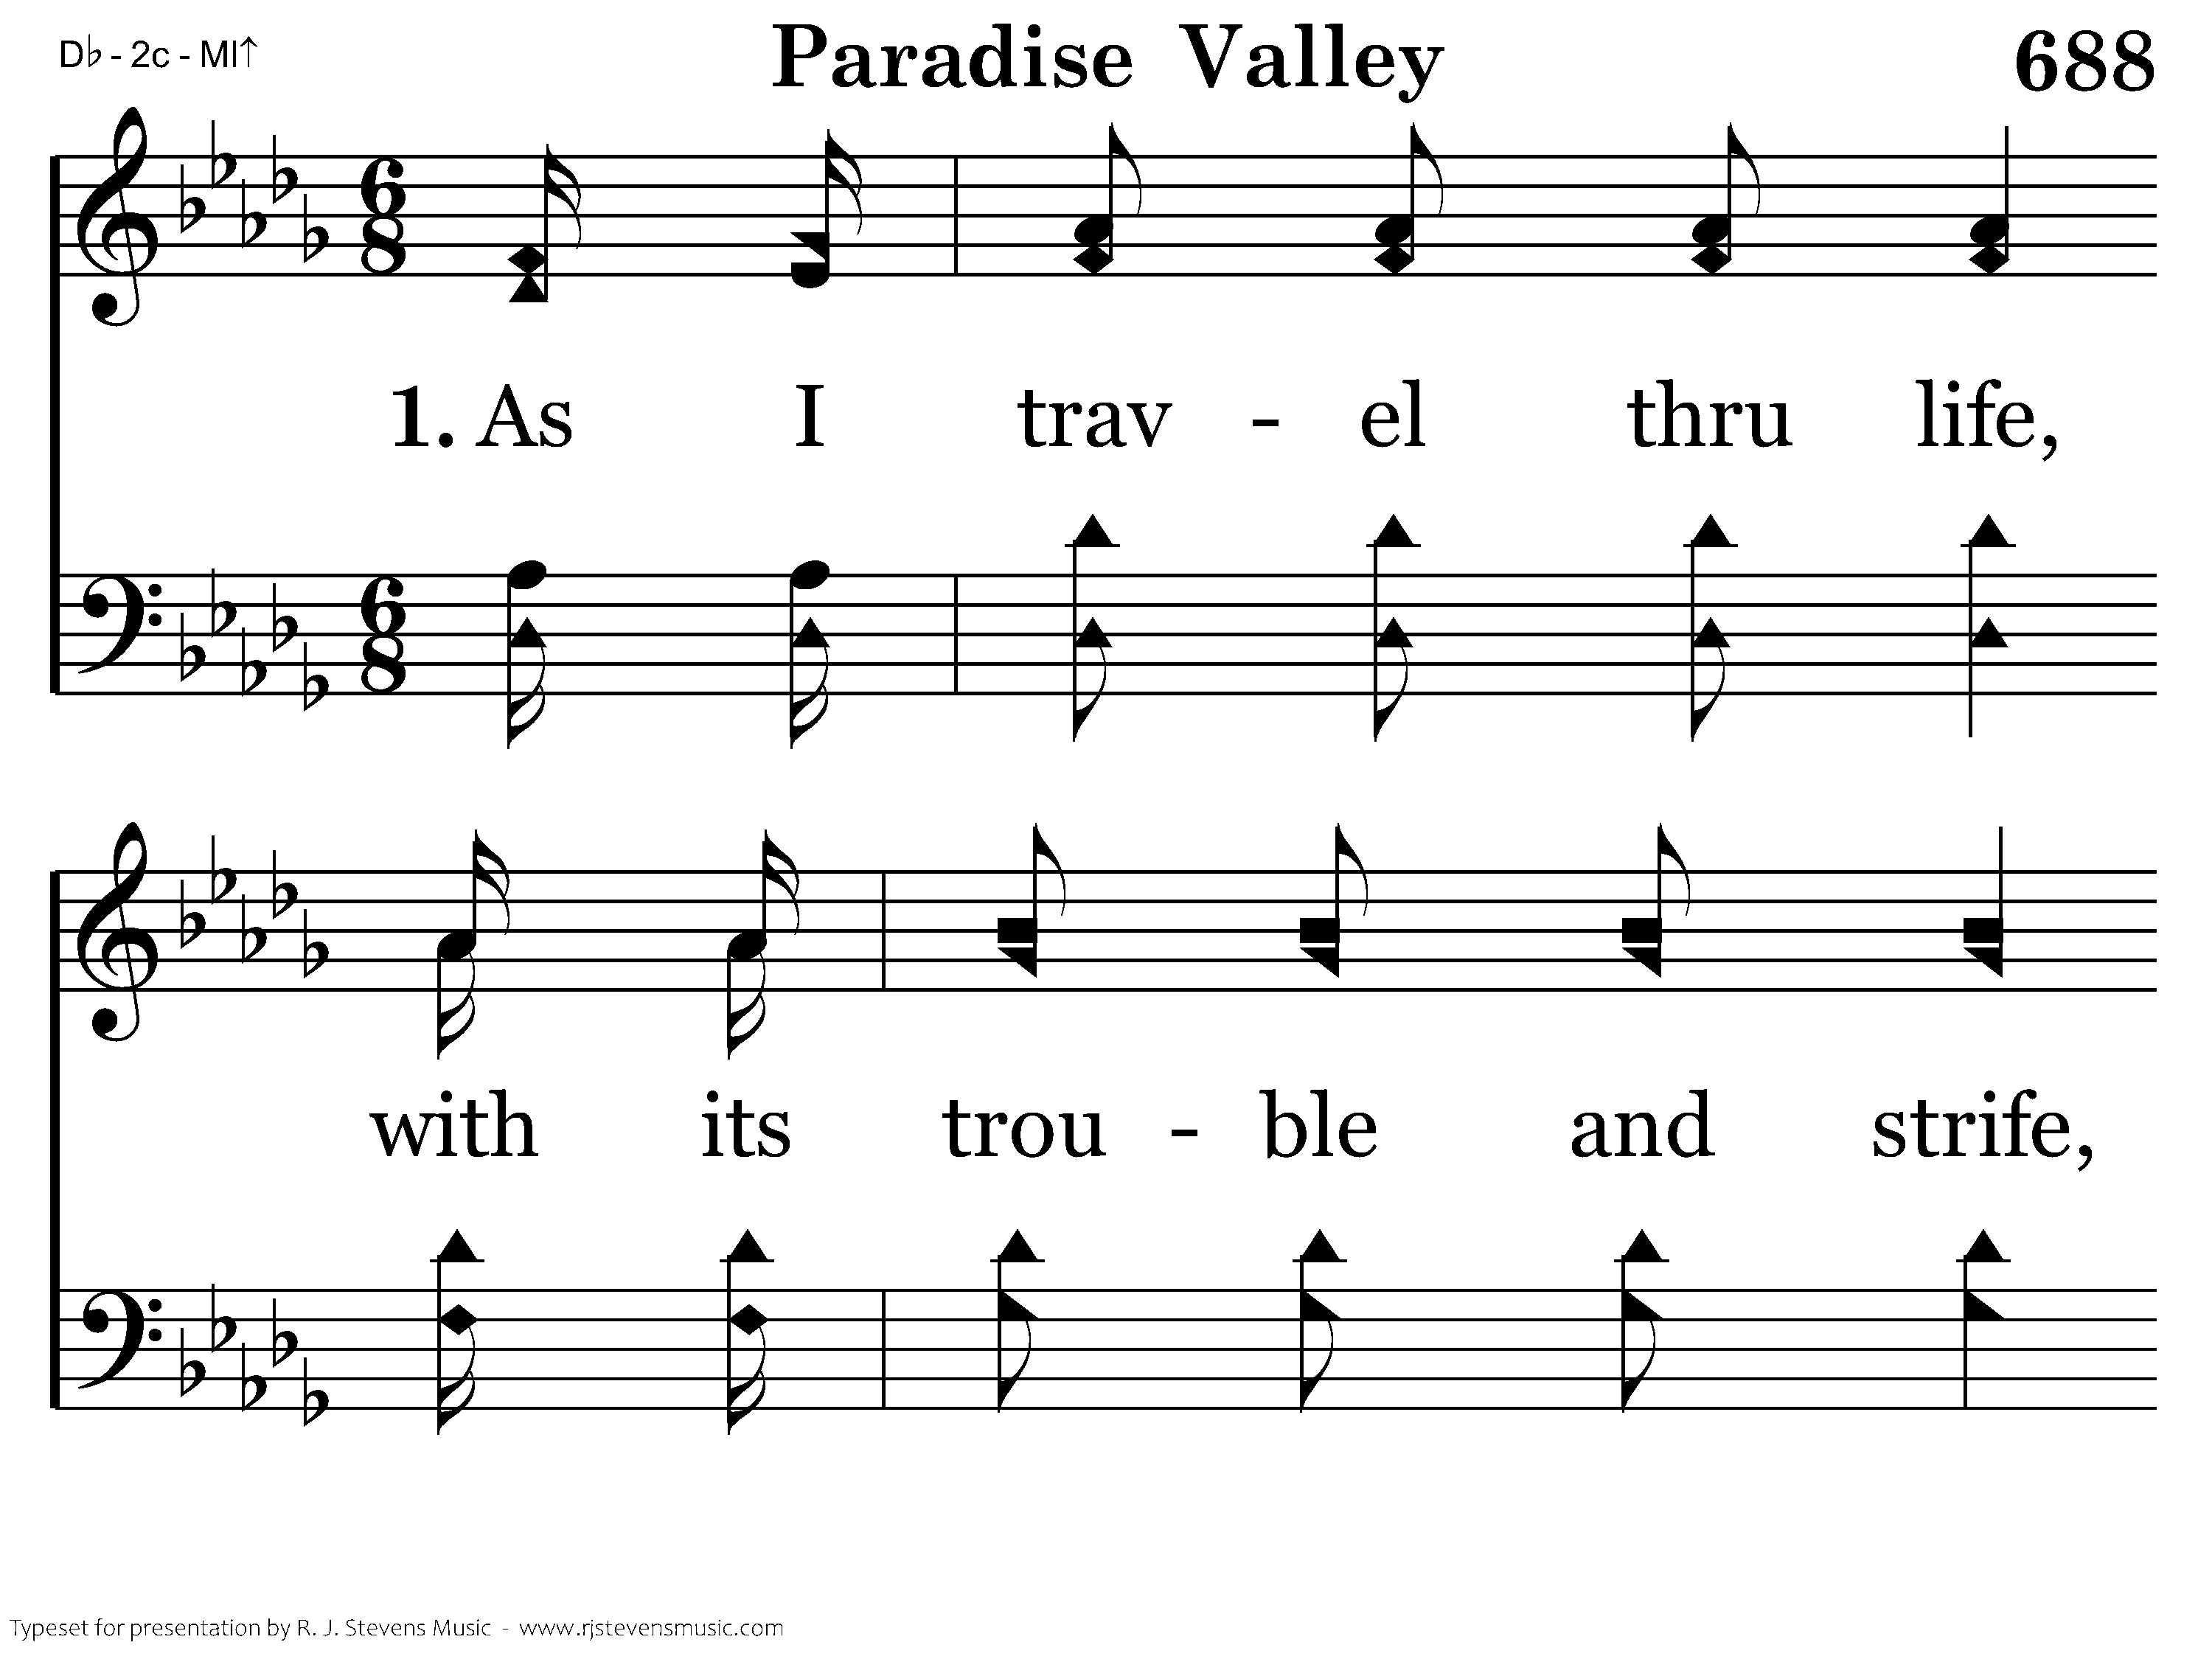 D♭ - 2c - MI↑
Paradise Valley
688
1. As I trav - el thru life,
with its trou - ble and strife,
Typeset for presentation by R. J. Stevens Music - www.rjstevensmusic.com